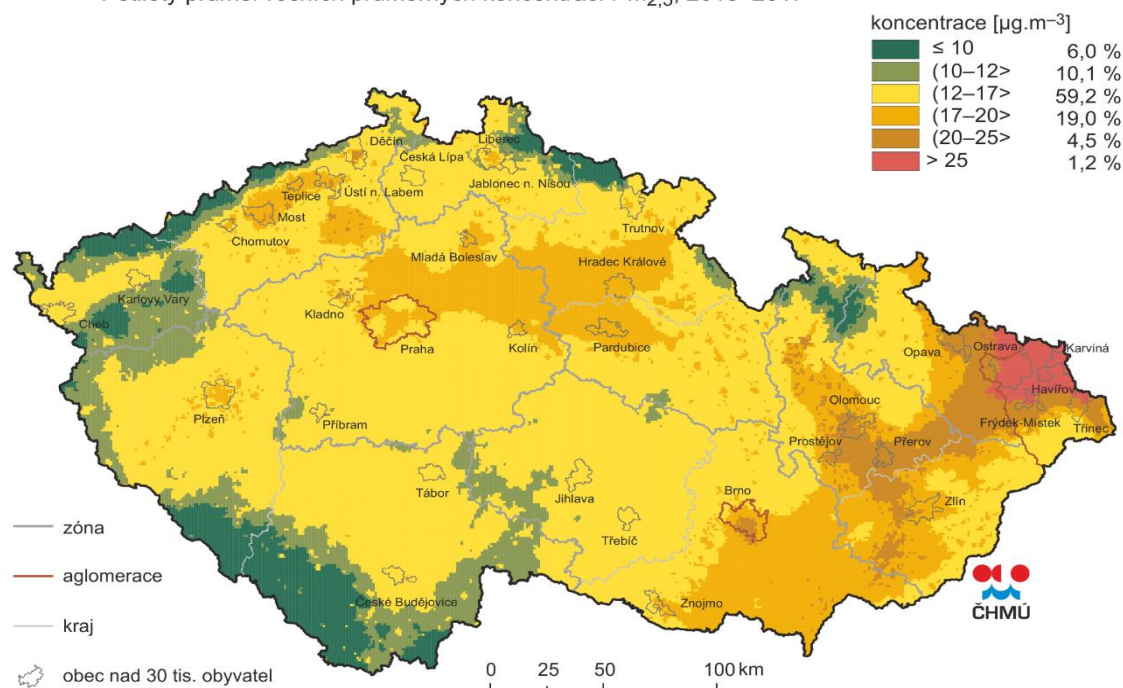 koncentrace [µg.m⁻³]
≤ 10 6,0 %
(10–12> 10,1 %
(12–17> 59,2 %
(17–20> 19,0 %
(20–25> 4,5 %
> 25 1,2 %
Děčín
Liberec
Česká Lípa
Jablonec n. Nisou
Ústí n. Labem
Teplice
Most
Chomutov
Trutnov
Mladá Boleslav
Hradec Králové
Karlovy Vary
Cheb
Kladno
Praha
Kolín
Pardubice
Opava
Ostrava
Karviná
Havířov
Frýdek-Místek
Třinec
Olomouc
Prostějov
Přerov
Plzeň
Příbram
Tábor
Jihlava
Brno
Zlín
Třebíč
Znojmo
České Budějovice
zóna
aglomerace
kraj
obec nad 30 tis. obyvatel
0 25 50 100 km
ČHMÚ